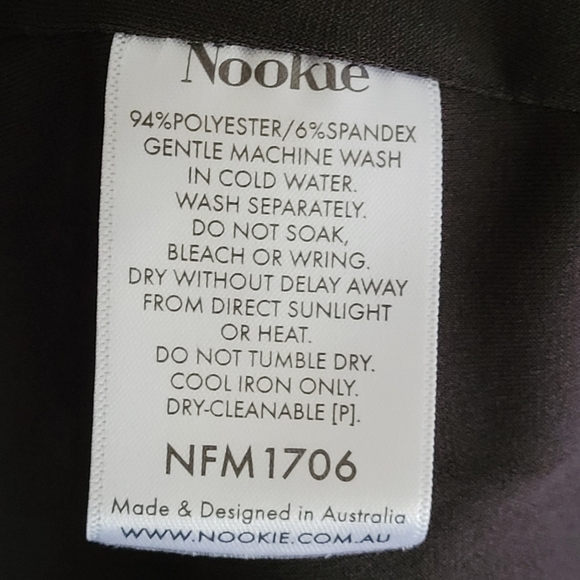 Nookie
94%POLYESTER/6%SPANDEX
GENTLE MACHINE WASH
IN COLD WATER.
WASH SEPARATELY.
DO NOT SOAK,
BLEACH OR WRING.
DRY WITHOUT DELAY AWAY
FROM DIRECT SUNLIGHT
OR HEAT.
DO NOT TUMBLE DRY.
COOL IRON ONLY.
DRY-CLEANABLE [P].
NFM1706
Made & Designed in Australia
WWW.NOOKIE.COM.AU